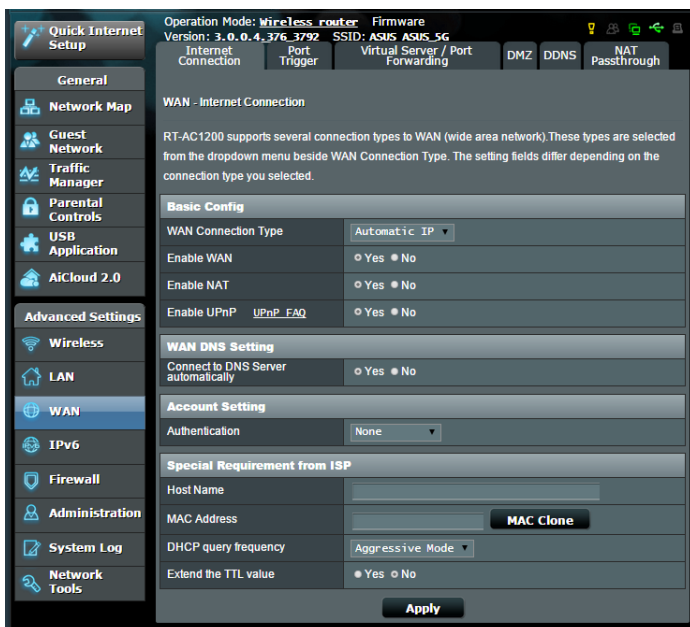 Quick Internet
Setup
General
Network Map
Guest
Network
Traffic
Manager
Parental
Controls
USB
Application
AiCloud 2.0
Advanced Settings
Wireless
LAN
WAN
IPv6
Firewall
Administration
System Log
Network
Tools
Operation Mode: Wireless router Firmware
Version: 3.0.0.4.376_3792 SSID: ASUS ASUS_5G
Internet
Connection
Port
Trigger
Virtual Server / Port
Forwarding
DMZ
DDNS
NAT
Passthrough
WAN - Internet Connection
RT-AC1200 supports several connection types to WAN (wide area network).These types are selected
from the dropdown menu beside WAN Connection Type. The setting fields differ depending on the
connection type you selected.
Basic Config
WAN Connection Type Automatic IP
Enable WAN Yes No
Enable NAT Yes No
Enable UPnP UPnP FAQ Yes No
WAN DNS Setting
Connect to DNS Server
automatically Yes No
Account Setting
Authentication None
Special Requirement from ISP
Host Name
MAC Address MAC Clone
DHCP query frequency Aggressive Mode
Extend the TTL value Yes No
Apply